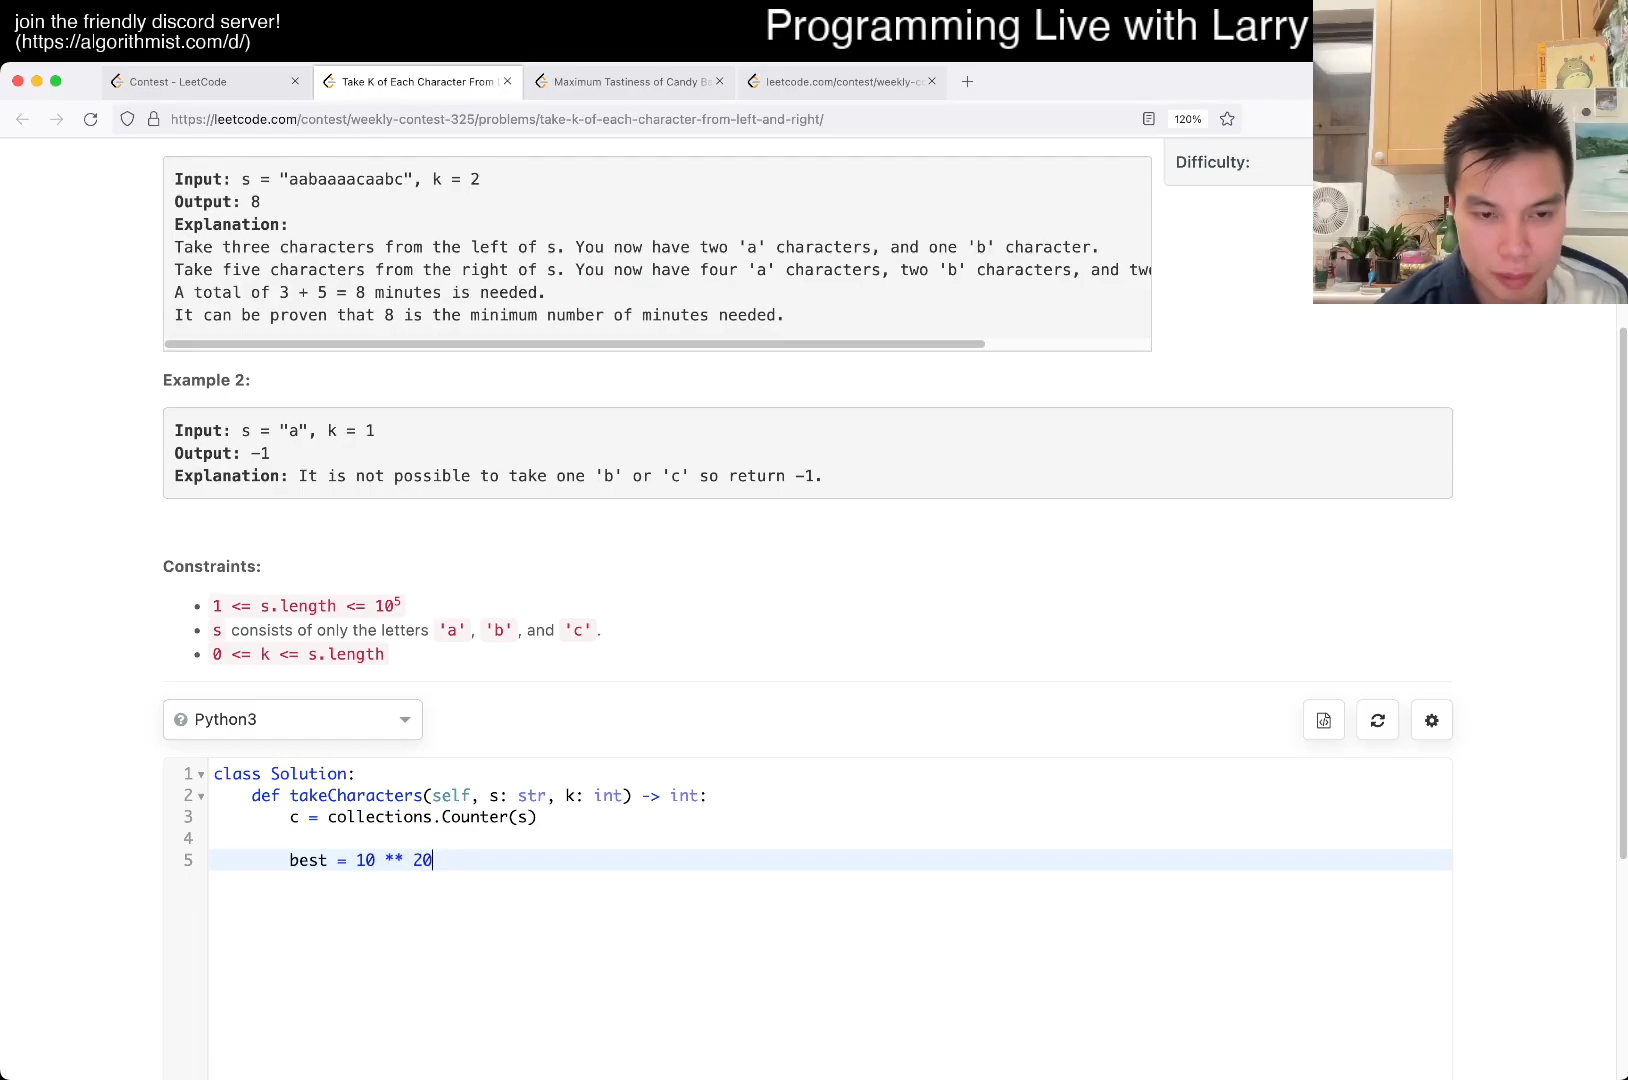 join the friendly discord server!
(https://algorithmist.com/d/)
Programming Live with Larry
Contest - LeetCode
Take K of Each Character From
Maximum Tastiness of Candy Ba
leetcode.com/contest/weekly-co
https://leetcode.com/contest/weekly-contest-325/problems/take-k-of-each-character-from-left-and-right/
120%
Difficulty:
Input: s = "aabaaaacaabc", k = 2
Output: 8
Explanation:
Take three characters from the left of s. You now have two 'a' characters, and one 'b' character.
Take five characters from the right of s. You now have four 'a' characters, two 'b' characters, and tw
A total of 3 + 5 = 8 minutes is needed.
It can be proven that 8 is the minimum number of minutes needed.
Example 2:
Input: s = "a", k = 1
Output: -1
Explanation: It is not possible to take one 'b' or 'c' so return -1.
Constraints:
• 1 <= s.length <= 10⁵
• s consists of only the letters 'a', 'b', and 'c'.
• 0 <= k <= s.length
Python3
1 class Solution:
2 def takeCharacters(self, s: str, k: int) -> int:
3 c = collections.Counter(s)
4
5 best = 10 ** 20